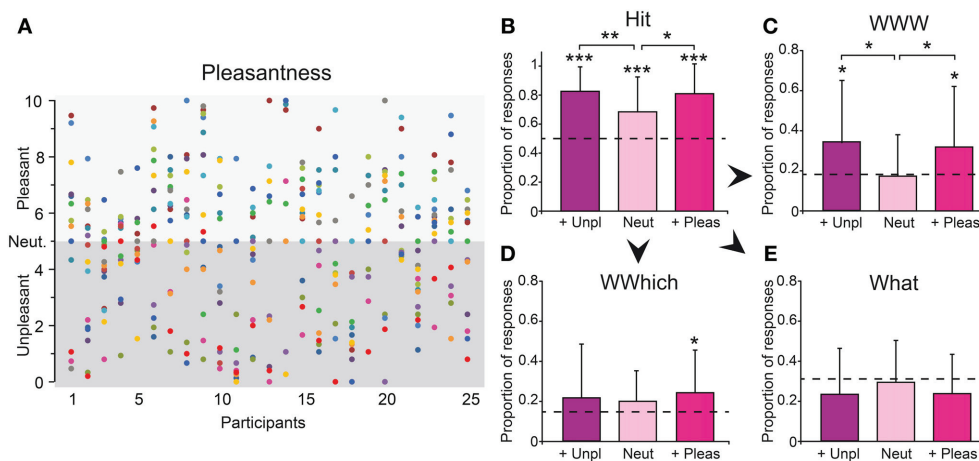 A
Pleasantness
Pleasant
Neut.
Unpleasant
10
8
6
4
2
0
1
5
10
15
20
25
Participants
B
Hit
Proportion of responses
1
0.8
0.6
0.4
0.2
0
**
*
***
***
***
+ Unpl
Neut
+ Pleas
C
WWW
Proportion of responses
0.8
0.6
0.4
0.2
0
*
*
*
*
+ Unpl
Neut
+ Pleas
D
WWhich
Proportion of responses
0.8
0.6
0.4
0.2
0
*
+ Unpl
Neut
+ Pleas
E
What
Proportion of responses
0.8
0.6
0.4
0.2
0
+ Unpl
Neut
+ Pleas